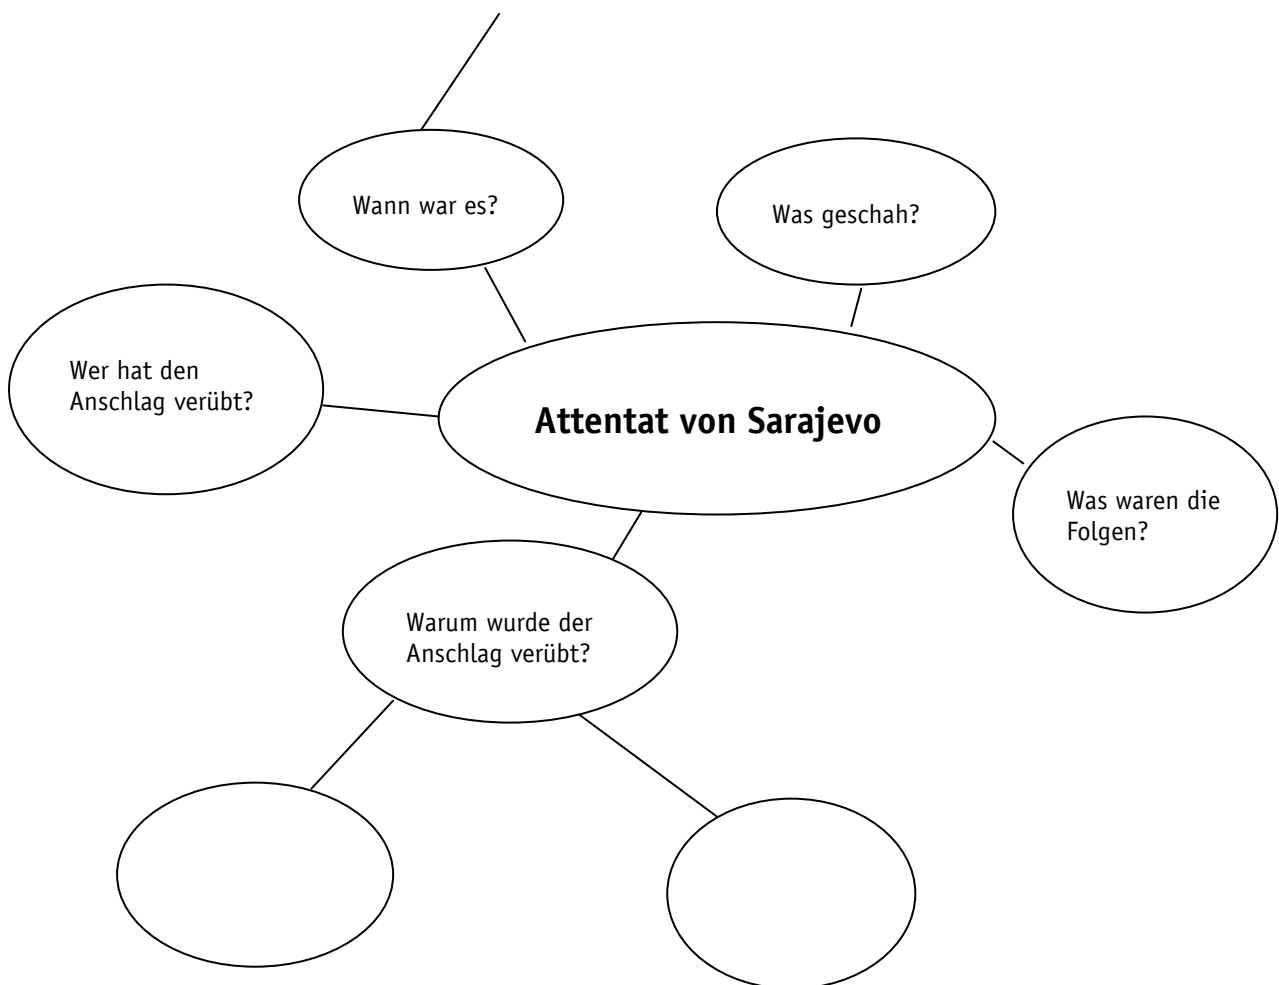 Wann war es?
Was geschah?
Wer hat den
Anschlag verübt?
Attentat von Sarajevo
Was waren die
Folgen?
Warum wurde der
Anschlag verübt?